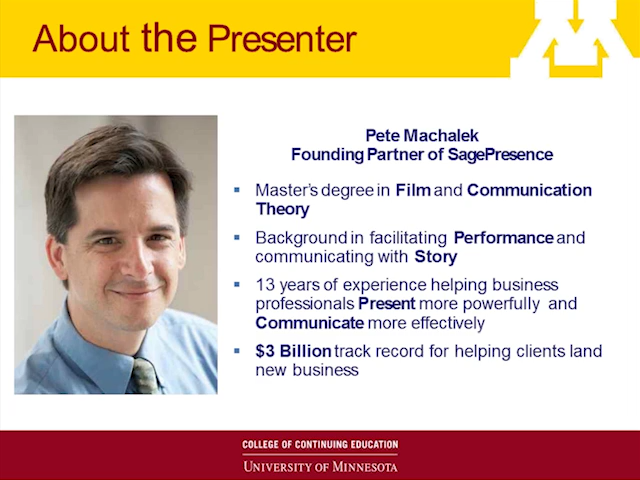 About the Presenter
Pete Machalek
Founding Partner of SagePresence
▪ Master's degree in Film and Communication
Theory
▪ Background in facilitating Performance and
communicating with Story
▪ 13 years of experience helping business
professionals Present more powerfully and
Communicate more effectively
▪ $3 Billion track record for helping clients land
new business
COLLEGE OF CONTINUING EDUCATION
UNIVERSITY OF MINNESOTA